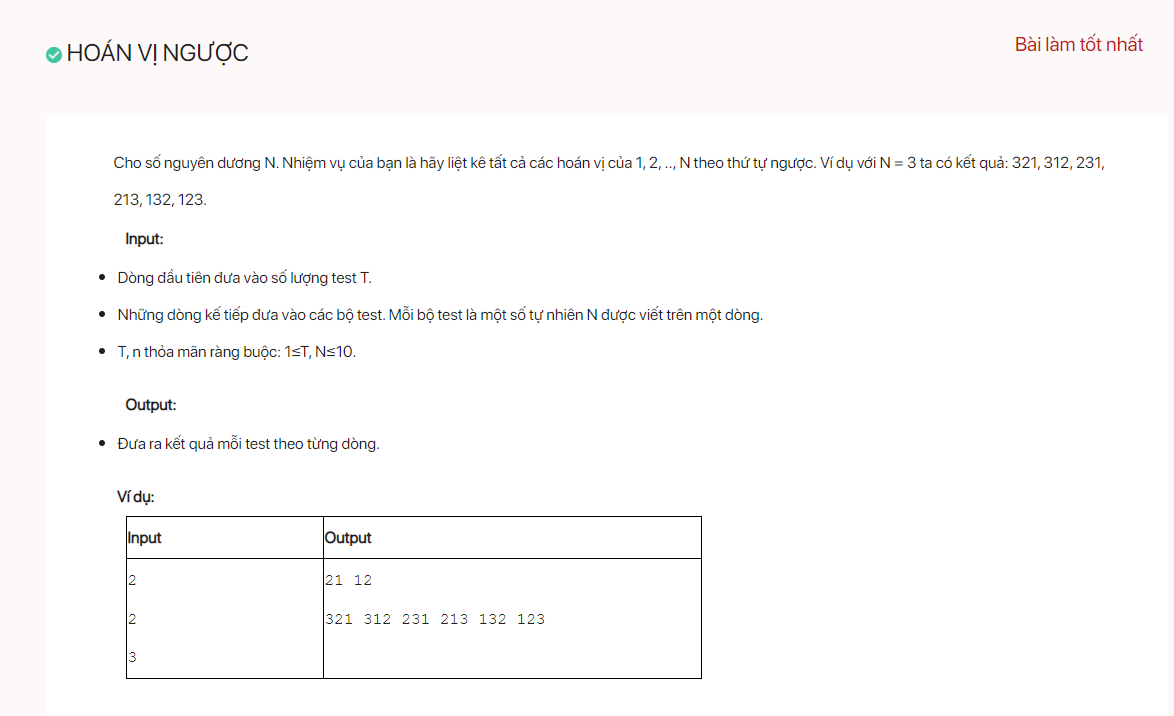 HOÁN VỊ NGƯỢC
Bài làm tốt nhất
Cho số nguyên dương N. Nhiệm vụ của bạn là hãy liệt kê tất cả các hoán vị của 1, 2, .., N theo thứ tự ngược. Ví dụ với N = 3 ta có kết quả: 321, 312, 231,
213, 132, 123.
Input:
• Dòng đầu tiên đưa vào số lượng test T.
• Những dòng kế tiếp đưa vào các bộ test. Mỗi bộ test là một số tự nhiên N được viết trên một dòng.
• T, n thỏa mãn ràng buộc: 1≤T, N≤10.
Output:
• Đưa ra kết quả mỗi test theo từng dòng.
Ví dụ:
Input Output
2 21 12
2 321 312 231 213 132 123
3